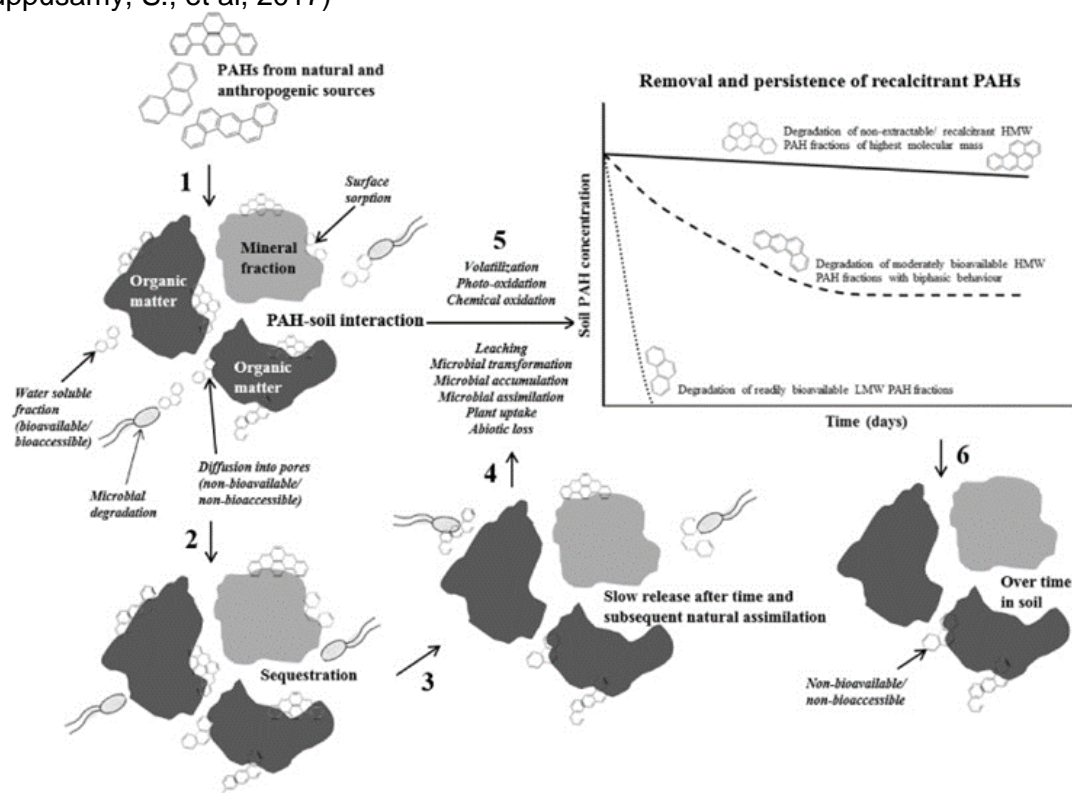 uppusamy, S., et al, 2017)
PAHs from natural and
anthropogenic sources
1
Surface
sorption
Mineral
fraction
Organic
matter
PAH-soil interaction
Organic
matter
Water soluble
fraction
(bioavailable/
bioaccessible)
Microbial
degradation
Diffusion into pores
(non-bioavailable/
non-bioaccessible)
2
Sequestration
3
5
Volatilization
Photo-oxidation
Chemical oxidation
Leaching
Microbial transformation
Microbial accumulation
Microbial assimilation
Plant uptake
Abiotic loss
4
Slow release after time and
subsequent natural assimilation
Removal and persistence of recalcitrant PAHs
Soil PAH concentration
Degradation of non-extractable/ recalcitrant HMW
PAH fractions of highest molecular mass
Degradation of moderately bioavailable HMW
PAH fractions with biphasic behaviour
Degradation of readily bioavailable LMW PAH fractions
Time (days)
6
Over time
in soil
Non-bioavailable/
non-bioaccessible